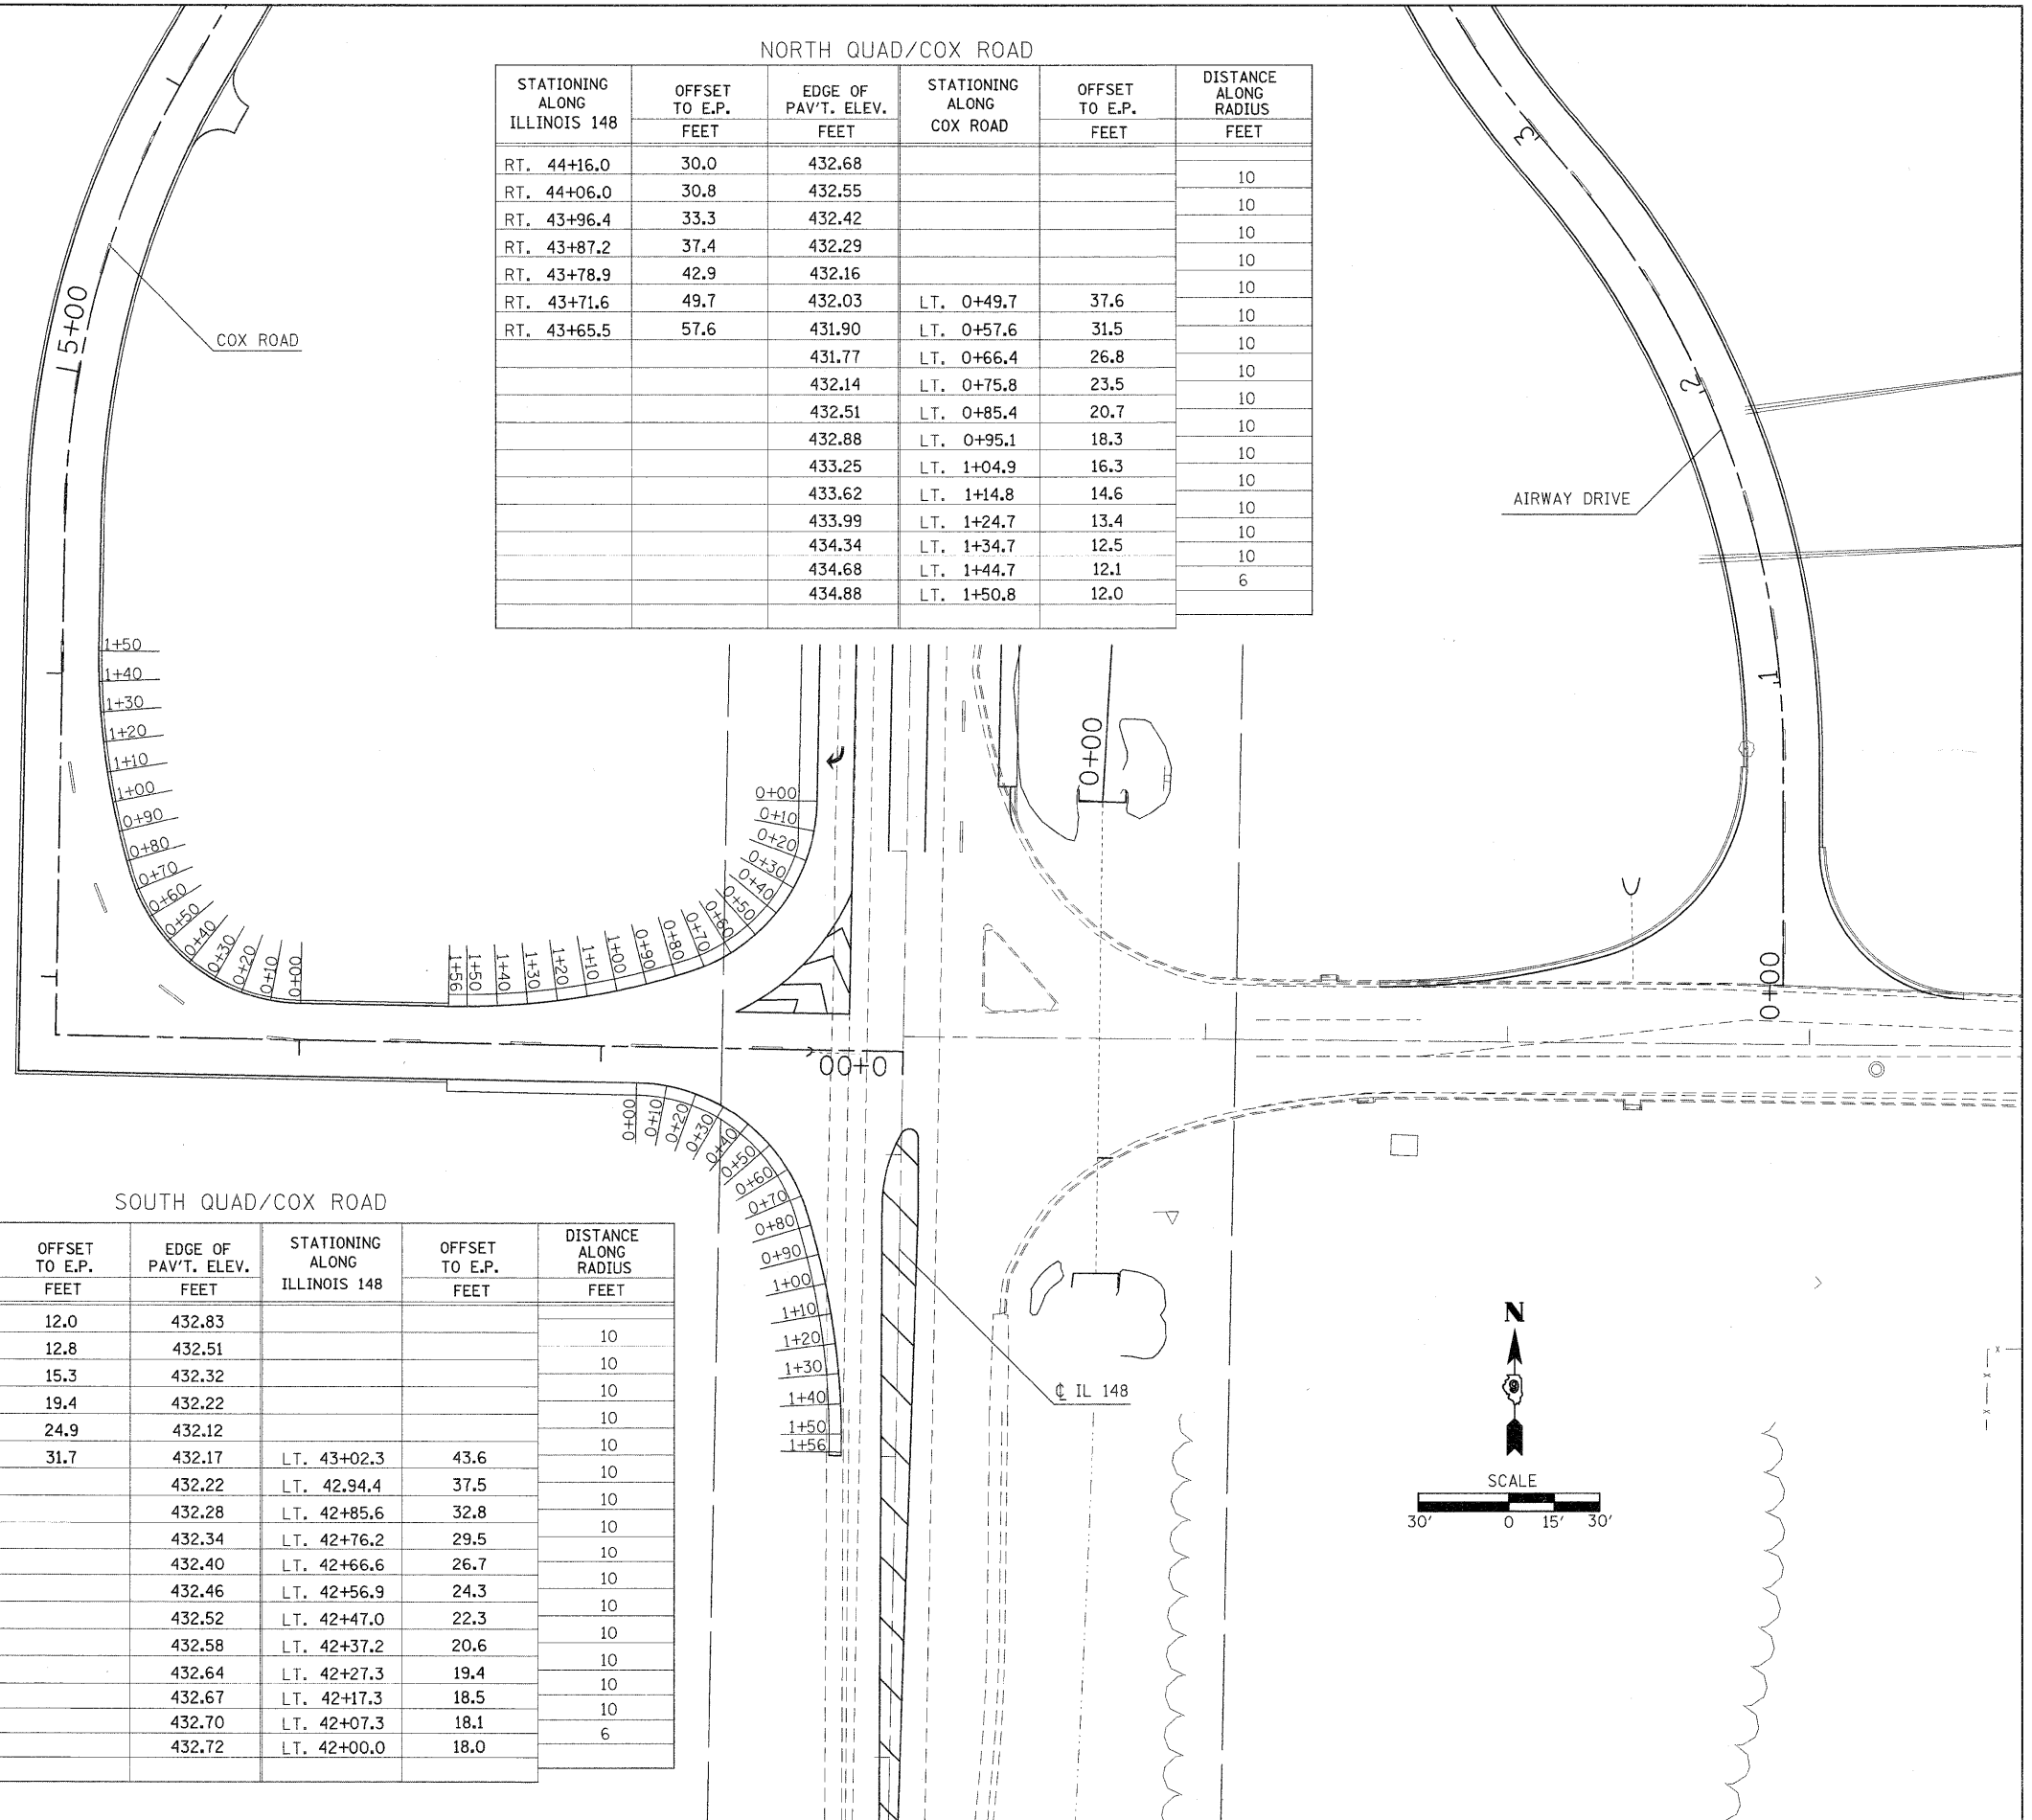 NORTH QUAD/COX ROAD
STATIONING ALONG ILLINOIS 148 OFFSET TO E.P. FEET EDGE OF PAV'T. ELEV. FEET STATIONING ALONG COX ROAD OFFSET TO E.P. FEET DISTANCE ALONG RADIUS FEET
RT. 44+16.0 30.0 432.68
10
RT. 44+06.0 30.8 432.55
10
RT. 43+96.4 33.3 432.42
10
RT. 43+87.2 37.4 432.29
10
RT. 43+78.9 42.9 432.16
10
RT. 43+71.6 49.7 432.03 LT. 0+49.7 37.6
10
RT. 43+65.5 57.6 431.90 LT. 0+57.6 31.5
10
431.77 LT. 0+66.4 26.8
10
432.14 LT. 0+75.8 23.5
10
432.51 LT. 0+85.4 20.7
10
432.88 LT. 0+95.1 18.3
10
433.25 LT. 1+04.9 16.3
10
433.62 LT. 1+14.8 14.6
10
433.99 LT. 1+24.7 13.4
10
434.34 LT. 1+34.7 12.5
10
434.68 LT. 1+44.7 12.1
6
434.88 LT. 1+50.8 12.0
5+00
COX ROAD
3
2
AIRWAY DRIVE
1
0+00
0+00
1+50
1+40
1+30
1+20
1+10
1+00
0+90
0+80
0+70
0+60
0+50
0+40
0+30
0+20
0+10
0+00
0+00
0+10
0+20
0+30
0+40
0+50
0+60
0+70
0+80
0+90
1+00
1+10
1+20
1+30
1+40
1+50
1+56
0+00
0+00
0+10
0+20
0+30
0+40
0+50
0+60
0+70
0+80
0+90
1+00
1+10
1+20
1+30
1+40
1+50
1+56
℄ IL 148
SOUTH QUAD/COX ROAD
OFFSET TO E.P. FEET EDGE OF PAV'T. ELEV. FEET STATIONING ALONG ILLINOIS 148 OFFSET TO E.P. FEET DISTANCE ALONG RADIUS FEET
12.0 432.83
10
12.8 432.51
10
15.3 432.32
10
19.4 432.22
10
24.9 432.12
10
31.7 432.17 LT. 43+02.3 43.6
10
432.22 LT. 42.94.4 37.5
10
432.28 LT. 42+85.6 32.8
10
432.34 LT. 42+76.2 29.5
10
432.40 LT. 42+66.6 26.7
10
432.46 LT. 42+56.9 24.3
10
432.52 LT. 42+47.0 22.3
10
432.58 LT. 42+37.2 20.6
10
432.64 LT. 42+27.3 19.4
10
432.67 LT. 42+17.3 18.5
10
432.70 LT. 42+07.3 18.1
6
432.72 LT. 42+00.0 18.0
N
9
SCALE
30' 0 15' 30'